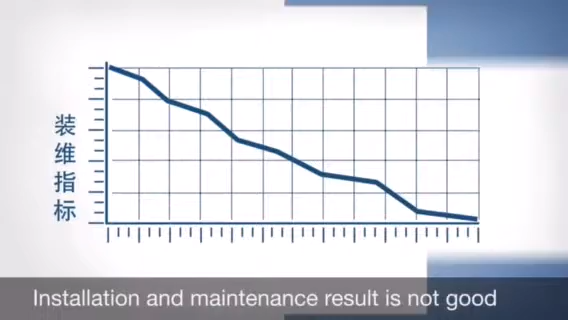 装维指标
Installation and maintenance result is not good